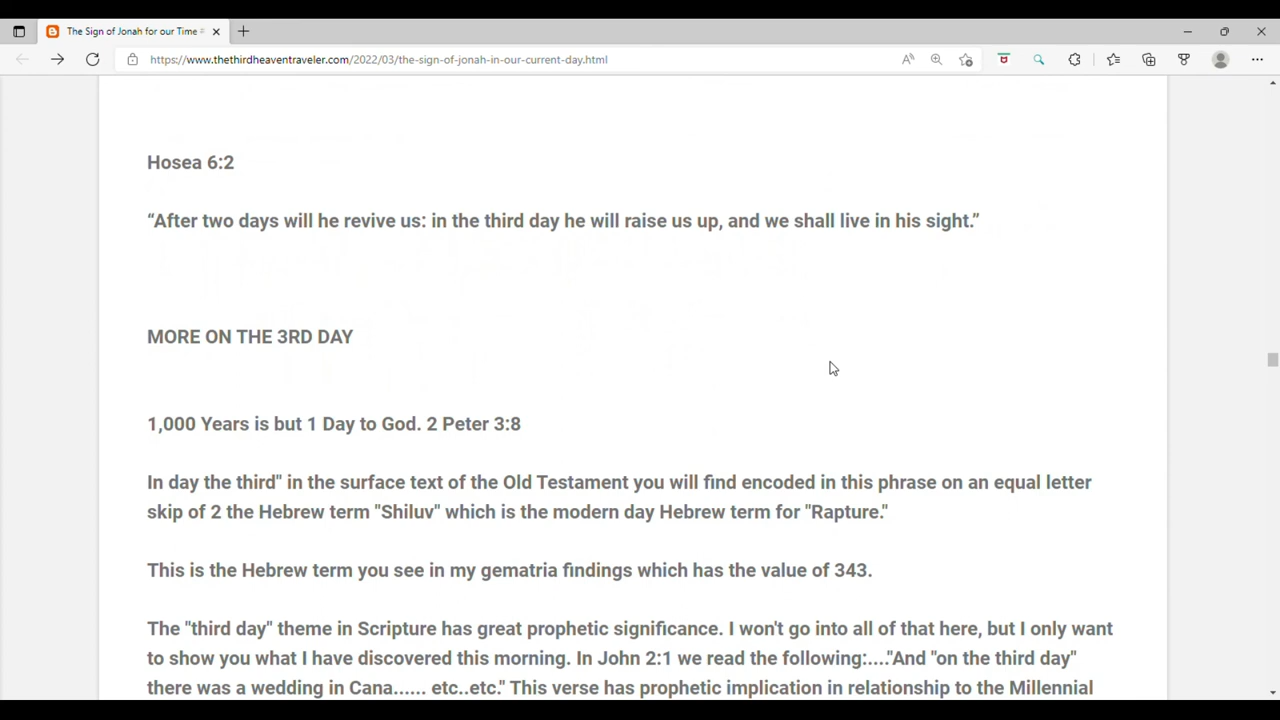 The Sign of Jonah for our Time
https://www.thethirdheaventraveler.com/2022/03/the-sign-of-jonah-in-our-current-day.html
Hosea 6:2
“After two days will he revive us: in the third day he will raise us up, and we shall live in his sight.”
MORE ON THE 3RD DAY
1,000 Years is but 1 Day to God. 2 Peter 3:8
In day the third" in the surface text of the Old Testament you will find encoded in this phrase on an equal letter
skip of 2 the Hebrew term "Shiluv" which is the modern day Hebrew term for "Rapture."
This is the Hebrew term you see in my gematria findings which has the value of 343.
The "third day" theme in Scripture has great prophetic significance. I won't go into all of that here, but I only want
to show you what I have discovered this morning. In John 2:1 we read the following:...."And "on the third day"
there was a wedding in Cana...... etc..etc." This verse has prophetic implication in relationship to the Millennial